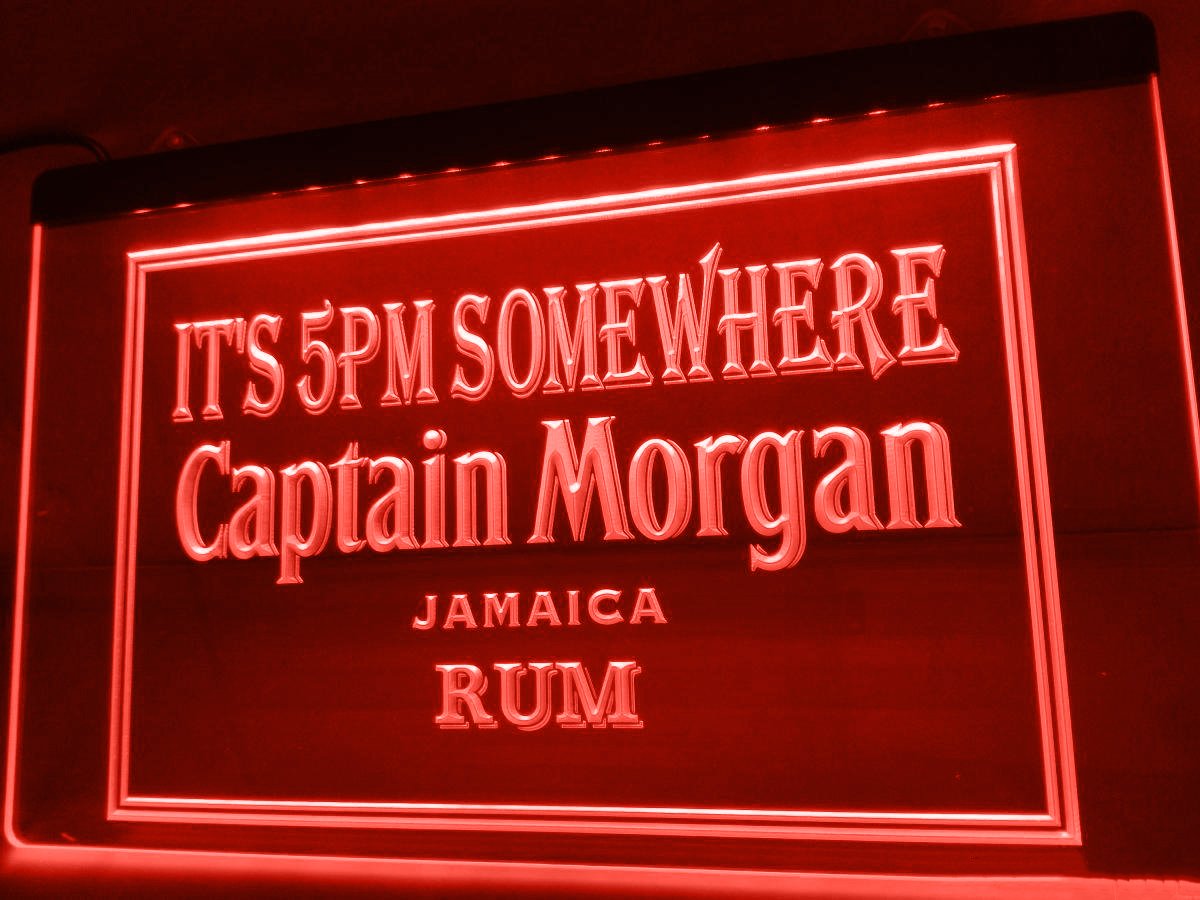 IT'S 5PM SOMEWHERE
Captain Morgan
JAMAICA
RUM